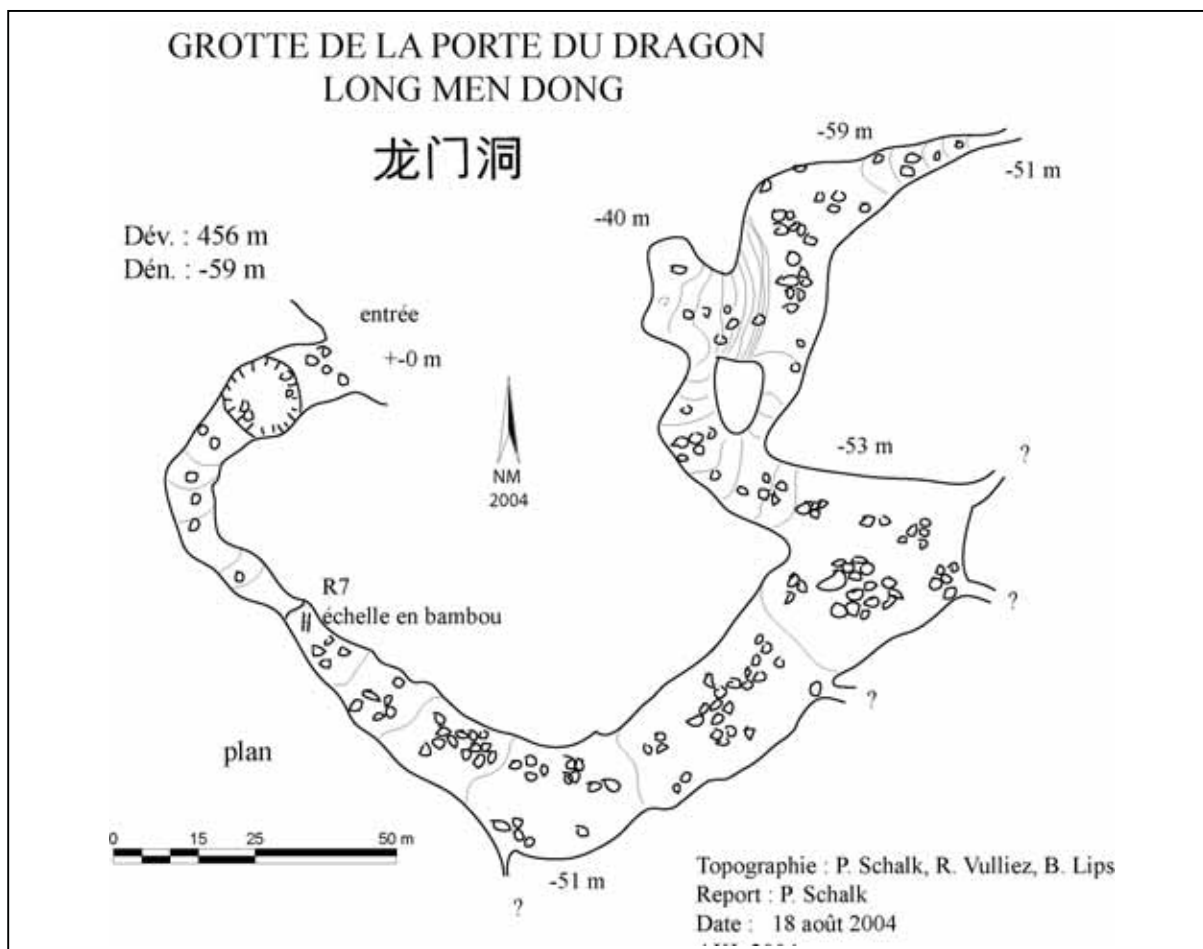 GROTTE DE LA PORTE DU DRAGON
LONG MEN DONG
龙门洞
-59 m
-51 m
-40 m
Dév. : 456 m
Dén. : -59 m
entrée
+-0 m
-53 m
?
NM
2004
?
R7
échelle en bambou
?
plan
0 15 25 50 m
-51 m
?
Topographie : P. Schalk, R. Vulliez, B. Lips
Report : P. Schalk
Date : 18 août 2004